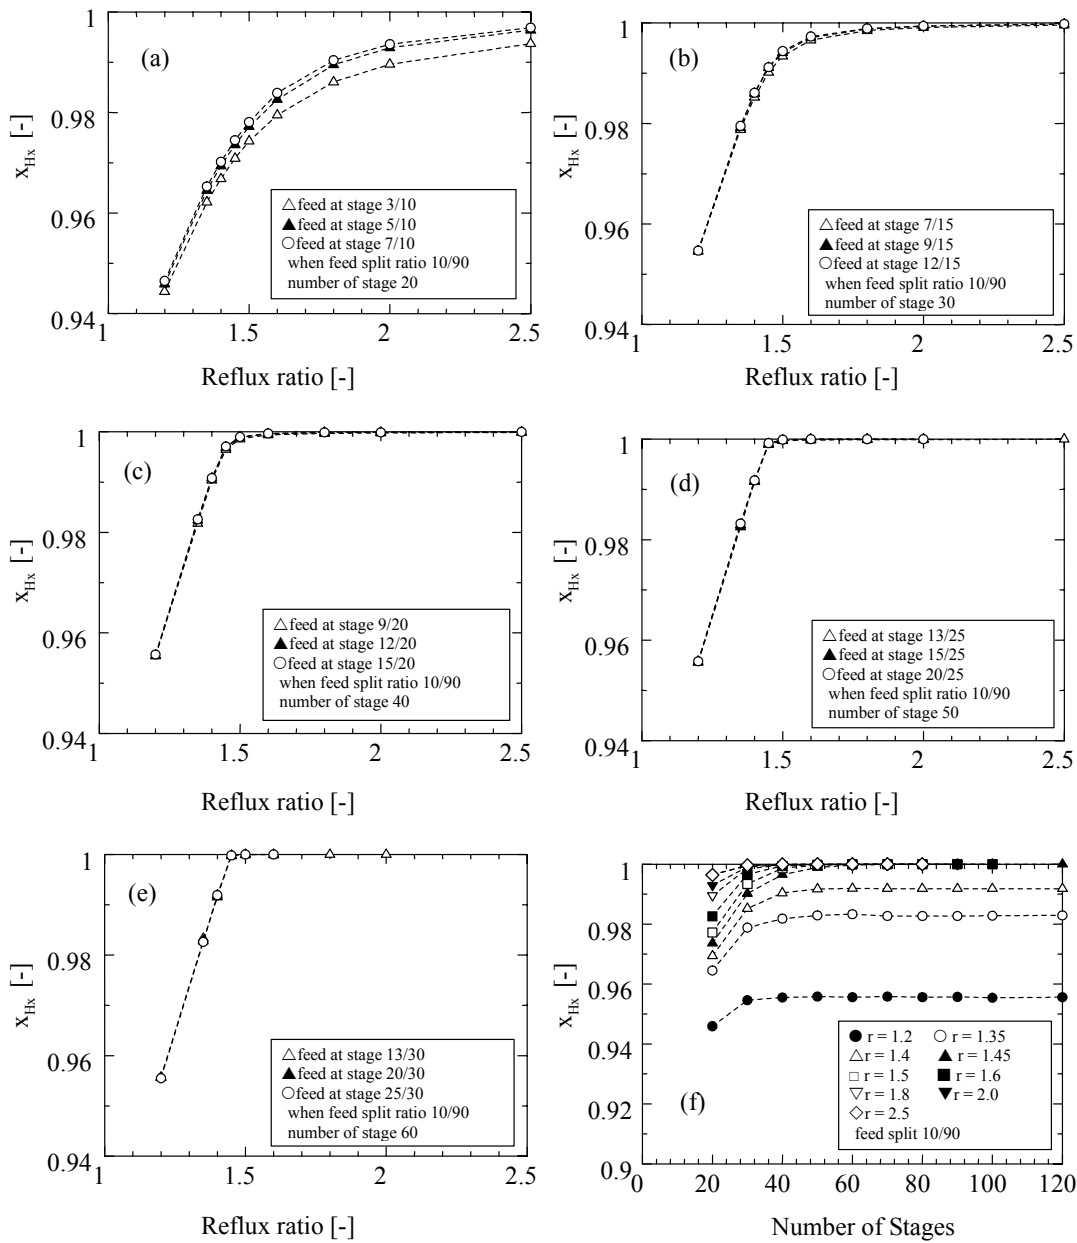 (a)
1
0.98
0.96
0.94
x_Hx [-]
△ feed at stage 3/10
▲ feed at stage 5/10
○ feed at stage 7/10
when feed split ratio 10/90
number of stage 20
1 1.5 2 2.5
Reflux ratio [-]
(b)
1
0.98
0.96
0.94
x_Hx [-]
△ feed at stage 7/15
▲ feed at stage 9/15
○ feed at stage 12/15
when feed split ratio 10/90
number of stage 30
1 1.5 2 2.5
Reflux ratio [-]
(c)
1
0.98
0.96
0.94
x_Hx [-]
△ feed at stage 9/20
▲ feed at stage 12/20
○ feed at stage 15/20
when feed split ratio 10/90
number of stage 40
1 1.5 2 2.5
Reflux ratio [-]
(d)
1
0.98
0.96
0.94
x_Hx [-]
△ feed at stage 13/25
▲ feed at stage 15/25
○ feed at stage 20/25
when feed split ratio 10/90
number of stage 50
1 1.5 2 2.5
Reflux ratio [-]
(e)
1
0.98
0.96
0.94
x_Hx [-]
△ feed at stage 13/30
▲ feed at stage 20/30
○ feed at stage 25/30
when feed split ratio 10/90
number of stage 60
1 1.5 2 2.5
Reflux ratio [-]
1
0.98
0.96
0.94
0.92
0.9
x_Hx [-]
● r = 1.2 ○ r = 1.35
△ r = 1.4 ▲ r = 1.45
□ r = 1.5 ■ r = 1.6
▽ r = 1.8 ▼ r = 2.0
◇ r = 2.5
feed split 10/90
(f)
0 20 40 60 80 100 120
Number of Stages